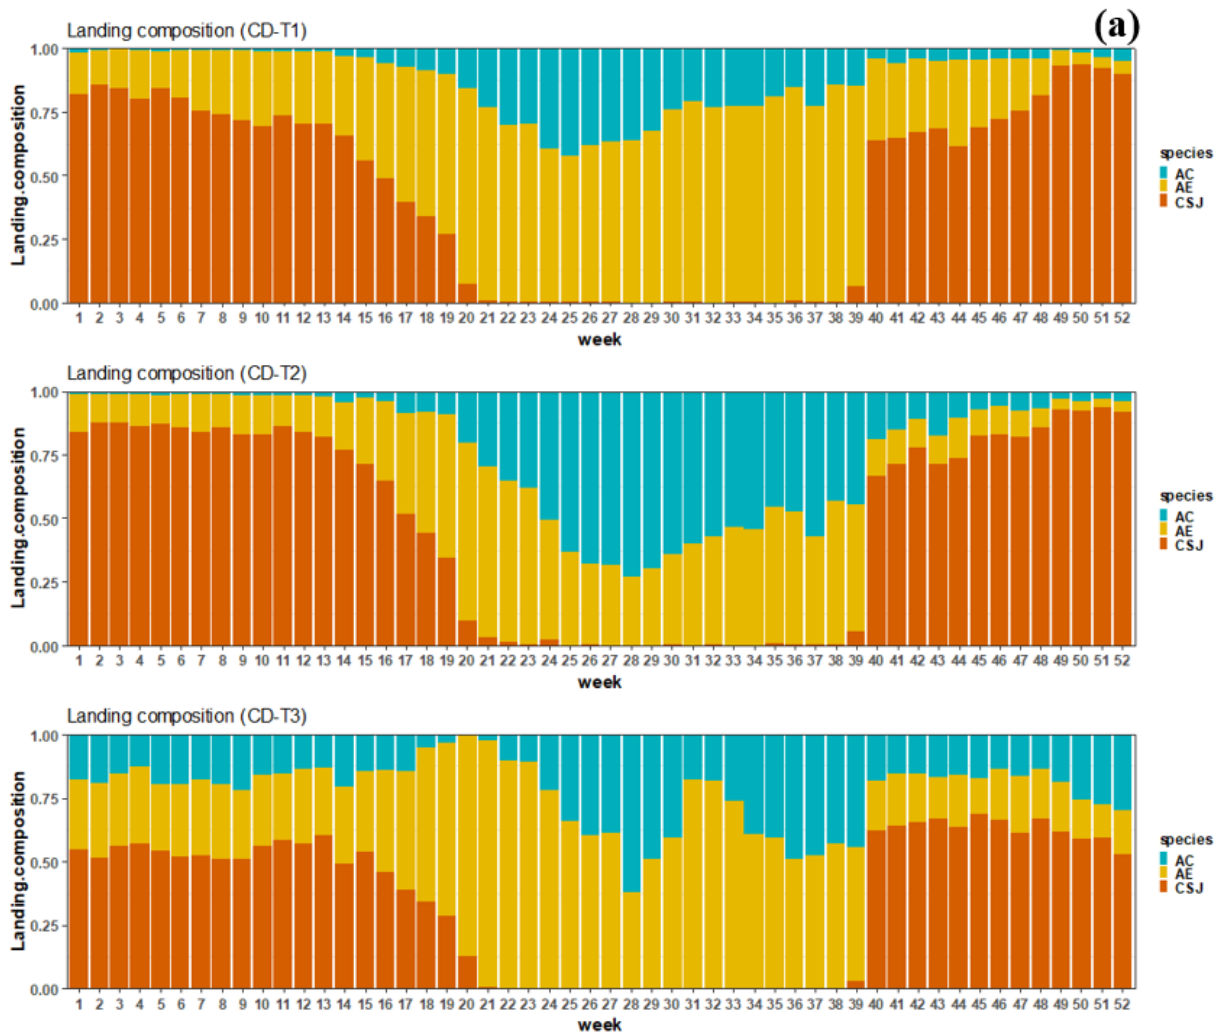 (a)
Landing composition (CD-T1)
Landing.composition
1.00
0.75
0.50
0.25
0.00
1 2 3 4 5 6 7 8 9 10 11 12 13 14 15 16 17 18 19 20 21 22 23 24 25 26 27 28 29 30 31 32 33 34 35 36 37 38 39 40 41 42 43 44 45 46 47 48 49 50 51 52
week
species
AC
AE
CSJ
Landing composition (CD-T2)
Landing.composition
1.00
0.75
0.50
0.25
0.00
1 2 3 4 5 6 7 8 9 10 11 12 13 14 15 16 17 18 19 20 21 22 23 24 25 26 27 28 29 30 31 32 33 34 35 36 37 38 39 40 41 42 43 44 45 46 47 48 49 50 51 52
week
species
AC
AE
CSJ
Landing composition (CD-T3)
Landing.composition
1.00
0.75
0.50
0.25
0.00
1 2 3 4 5 6 7 8 9 10 11 12 13 14 15 16 17 18 19 20 21 22 23 24 25 26 27 28 29 30 31 32 33 34 35 36 37 38 39 40 41 42 43 44 45 46 47 48 49 50 51 52
week
species
AC
AE
CSJ